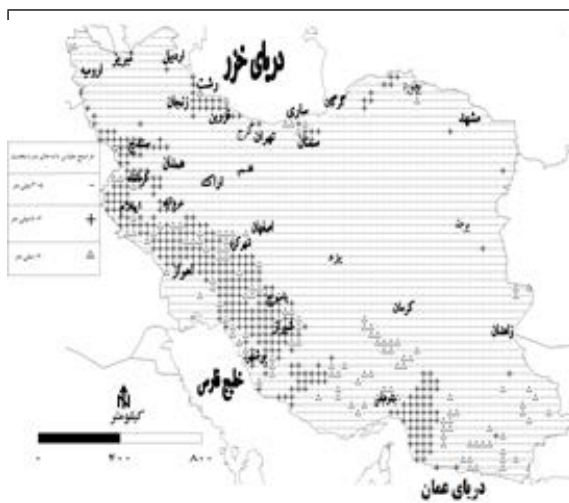 دریای خزر
اردبیل
تبریز
ارومیه
رشت
زنجان
قزوین
کرج
تهران
ساری
سمنان
گرگان
بجنورد
مشهد
سنندج
همدان
کرمانشاه
اراک
قم
ایلام
خرم‌آباد
اصفهان
شهرکرد
یزد
بیرجند
اهواز
یاسوج
شیراز
کرمان
زاهدان
بوشهر
خلیج فارس
دریای عمان
N
کیلومتر
۰ ۴۰۰ ۸۰۰
-
+
△